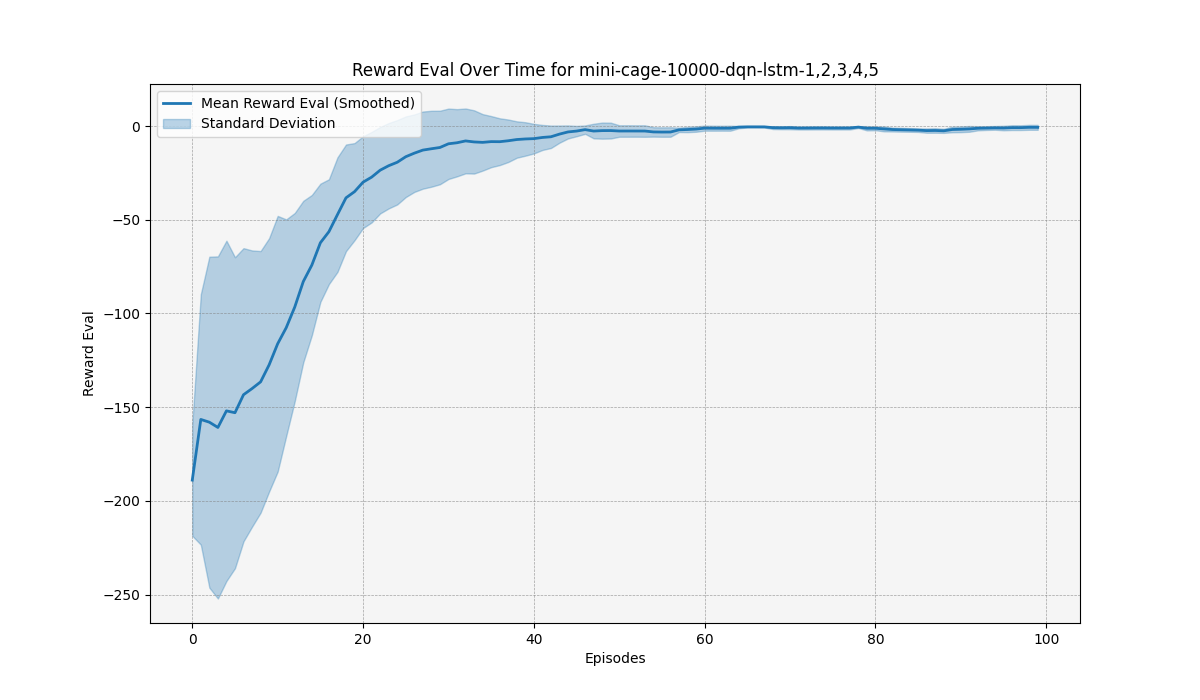 Reward Eval Over Time for mini-cage-10000-dqn-lstm-1,2,3,4,5
Mean Reward Eval (Smoothed)
Standard Deviation
Reward Eval
0
−50
−100
−150
−200
−250
0 20 40 60 80 100
Episodes